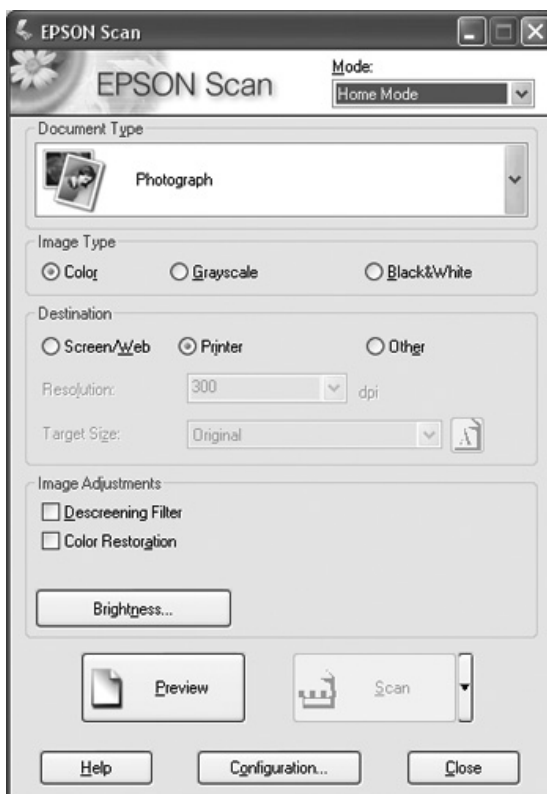 EPSON Scan
EPSON Scan
Mode:
Home Mode
Document Type
Photograph
Image Type
Color Grayscale Black&White
Destination
Screen/Web Printer Other
Resolution: 300 dpi
Target Size: Original A
Image Adjustments
Descreening Filter
Color Restoration
Brightness...
Preview Scan
Help Configuration... Close